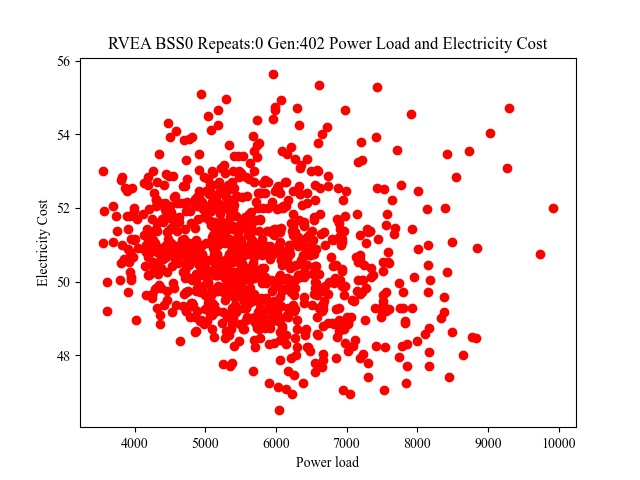 RVEA BSS0 Repeats:0 Gen:402 Power Load and Electricity Cost
56
54
52
50
48
Electricity Cost
4000 5000 6000 7000 8000 9000 10000
Power load